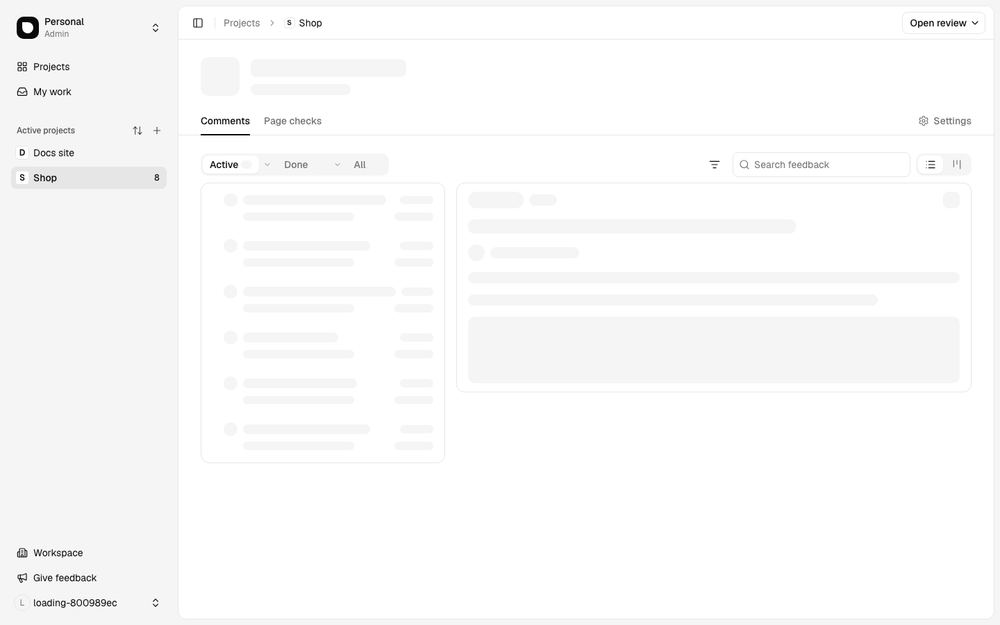 Personal
Admin
Projects
My work
Active projects
D Docs site
S Shop 8
Workspace
Give feedback
L loading-800989ec
Projects > S Shop
Open review
Comments
Page checks
Settings
Active
Done
All
Search feedback